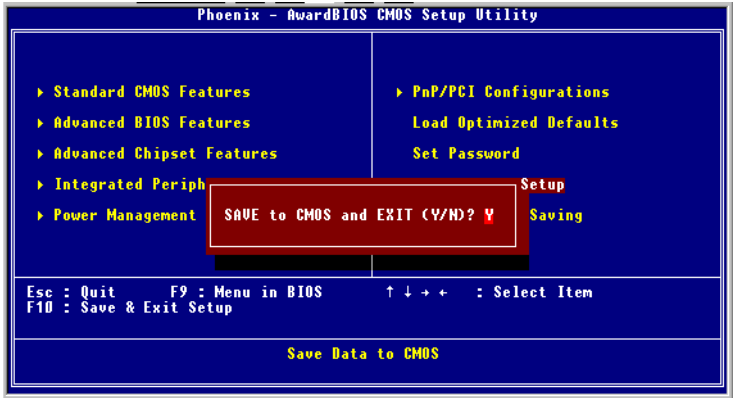 Phoenix - AwardBIOS CMOS Setup Utility
Standard CMOS Features
Advanced BIOS Features
Advanced Chipset Features
Integrated Periph
Power Management
PnP/PCI Configurations
Load Optimized Defaults
Set Password
Setup
Saving
SAVE to CMOS and EXIT (Y/N)? Y
Esc : Quit F9 : Menu in BIOS ↑ ↓ → ← : Select Item
F10 : Save & Exit Setup
Save Data to CMOS